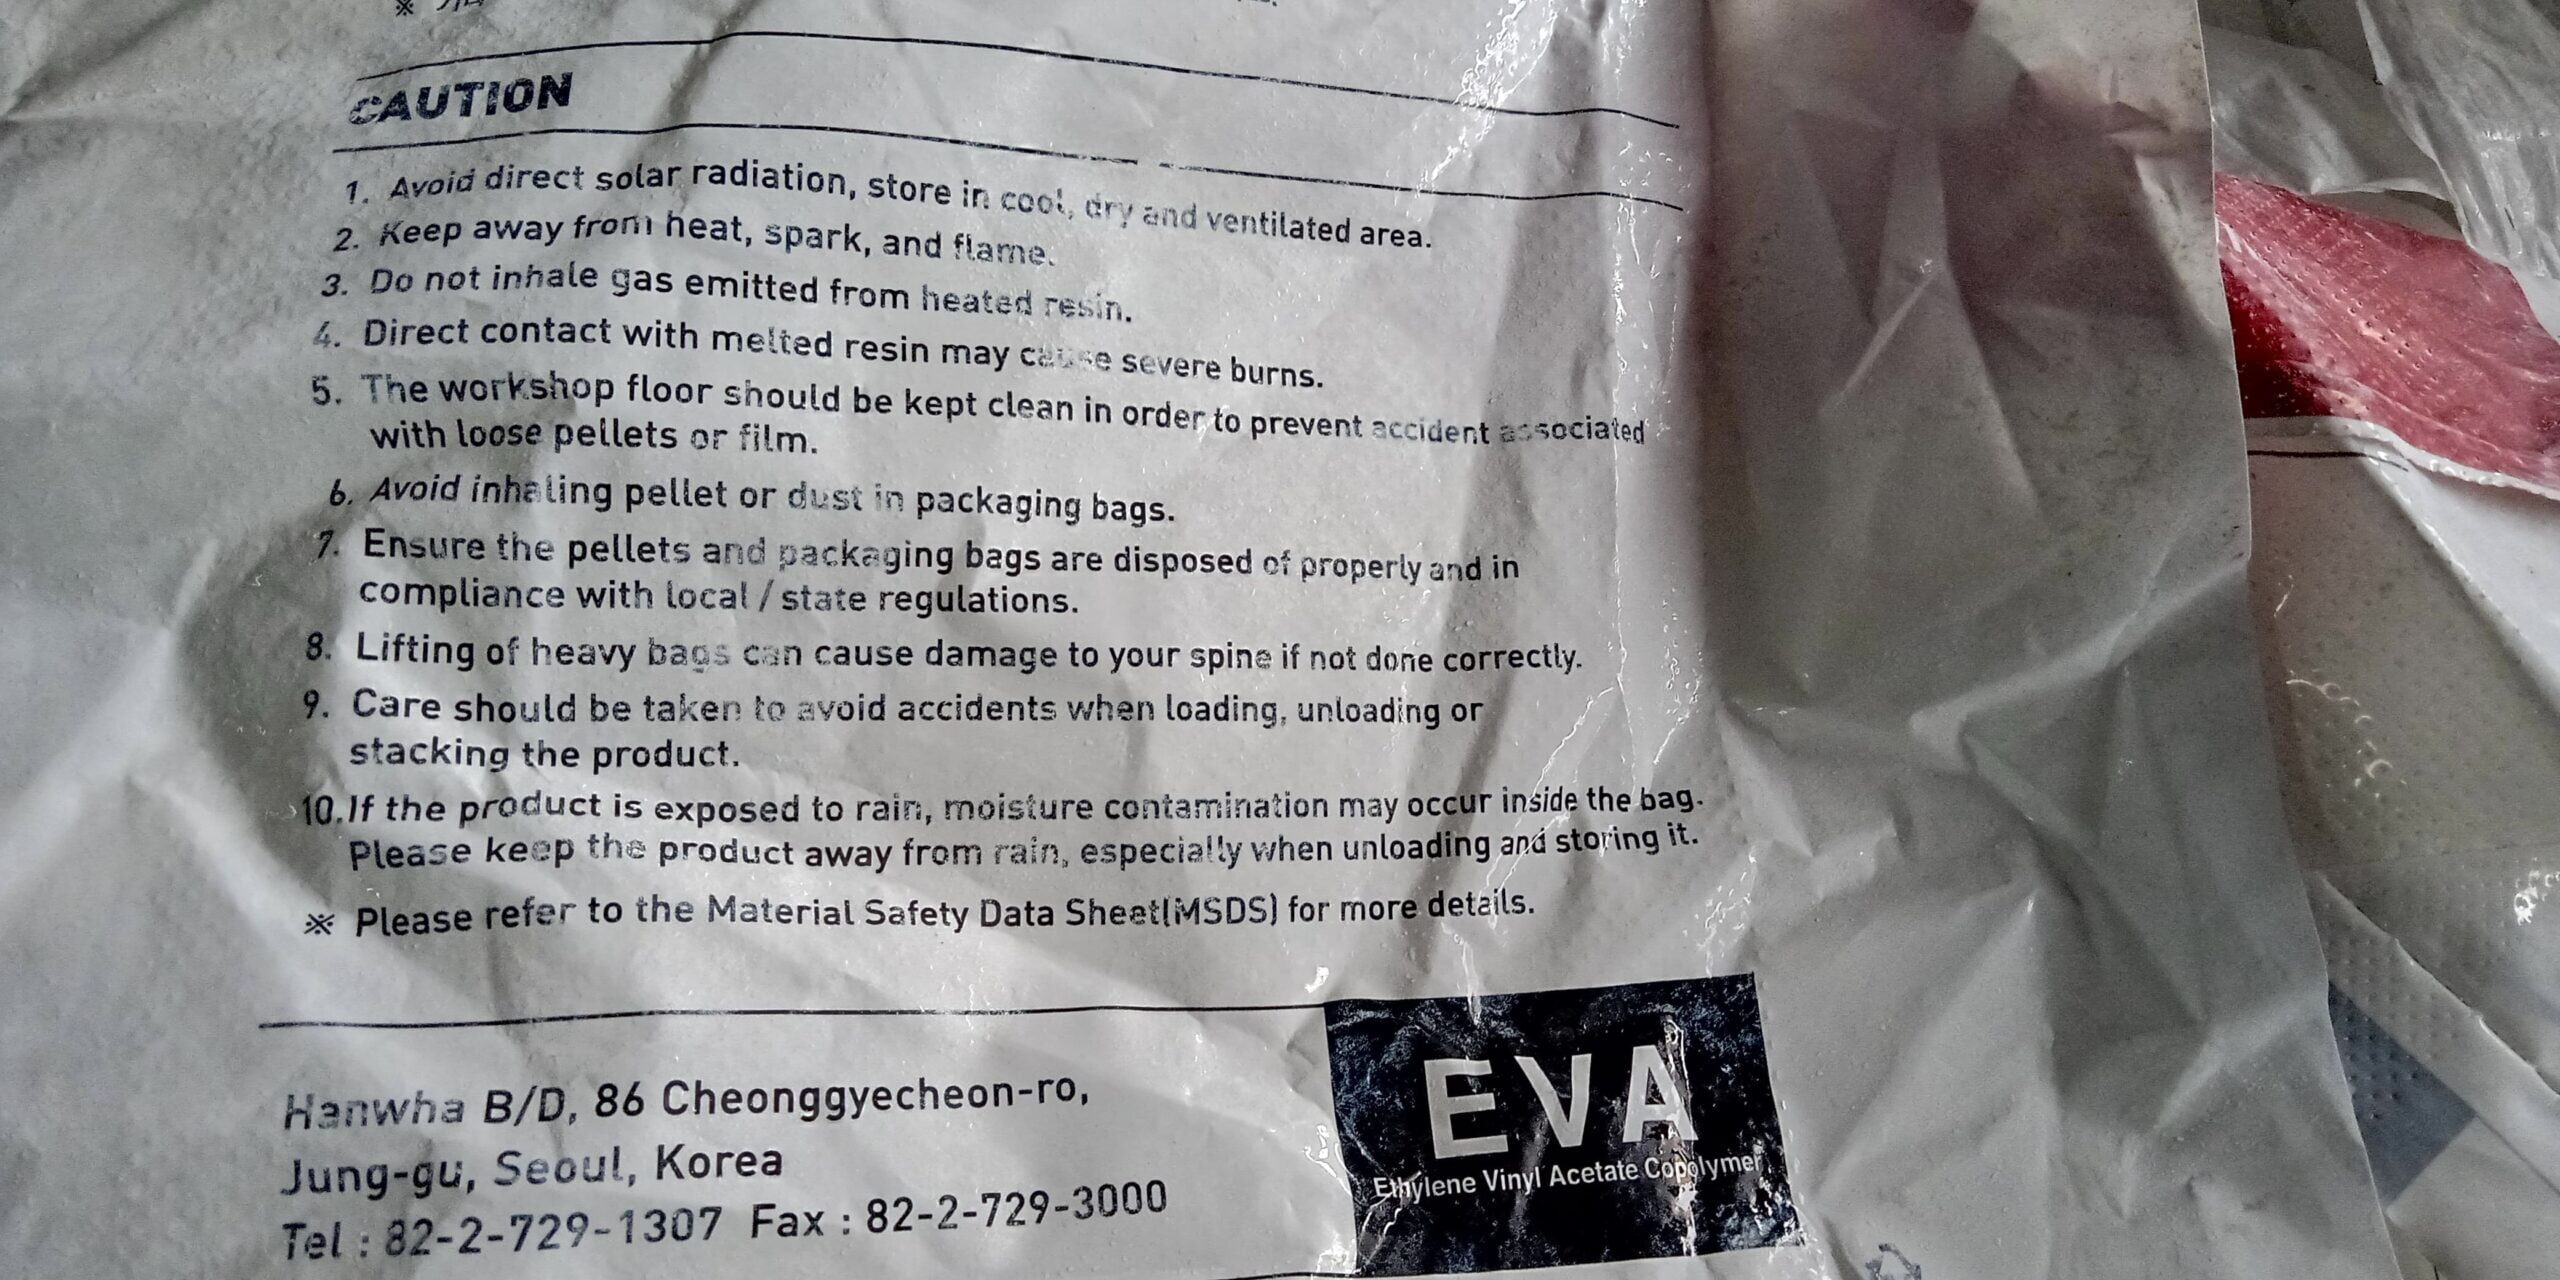 CAUTION
1. Avoid direct solar radiation, store in cool, dry and ventilated area.
2. Keep away from heat, spark, and flame.
3. Do not inhale gas emitted from heated resin.
4. Direct contact with melted resin may cause severe burns.
5. The workshop floor should be kept clean in order to prevent accident associated
with loose pellets or film.
6. Avoid inhaling pellet or dust in packaging bags.
7. Ensure the pellets and packaging bags are disposed of properly and in
compliance with local / state regulations.
8. Lifting of heavy bags can cause damage to your spine if not done correctly.
9. Care should be taken to avoid accidents when loading, unloading or
stacking the product.
10. If the product is exposed to rain, moisture contamination may occur inside the bag.
Please keep the product away from rain, especially when unloading and storing it.
※ Please refer to the Material Safety Data Sheet(MSDS) for more details.
Hanwha B/D, 86 Cheonggyecheon-ro,
Jung-gu, Seoul, Korea
Tel : 82-2-729-1307 Fax : 82-2-729-3000
EVA
Ethylene Vinyl Acetate Copolymer